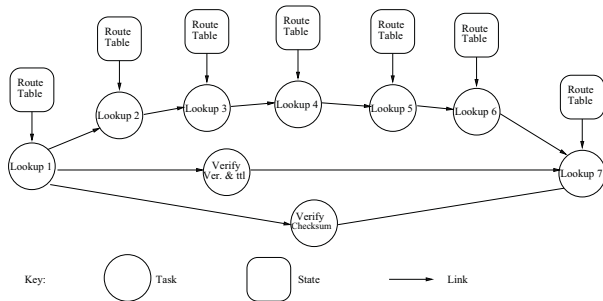 Route
Table
Route
Table
Route
Table
Route
Table
Route
Table
Route
Table
Route
Table
Lookup 1
Lookup 2
Lookup 3
Lookup 4
Lookup 5
Lookup 6
Lookup 7
Verify
Ver. & ttl
Verify
Checksum
Key:
Task
State
Link